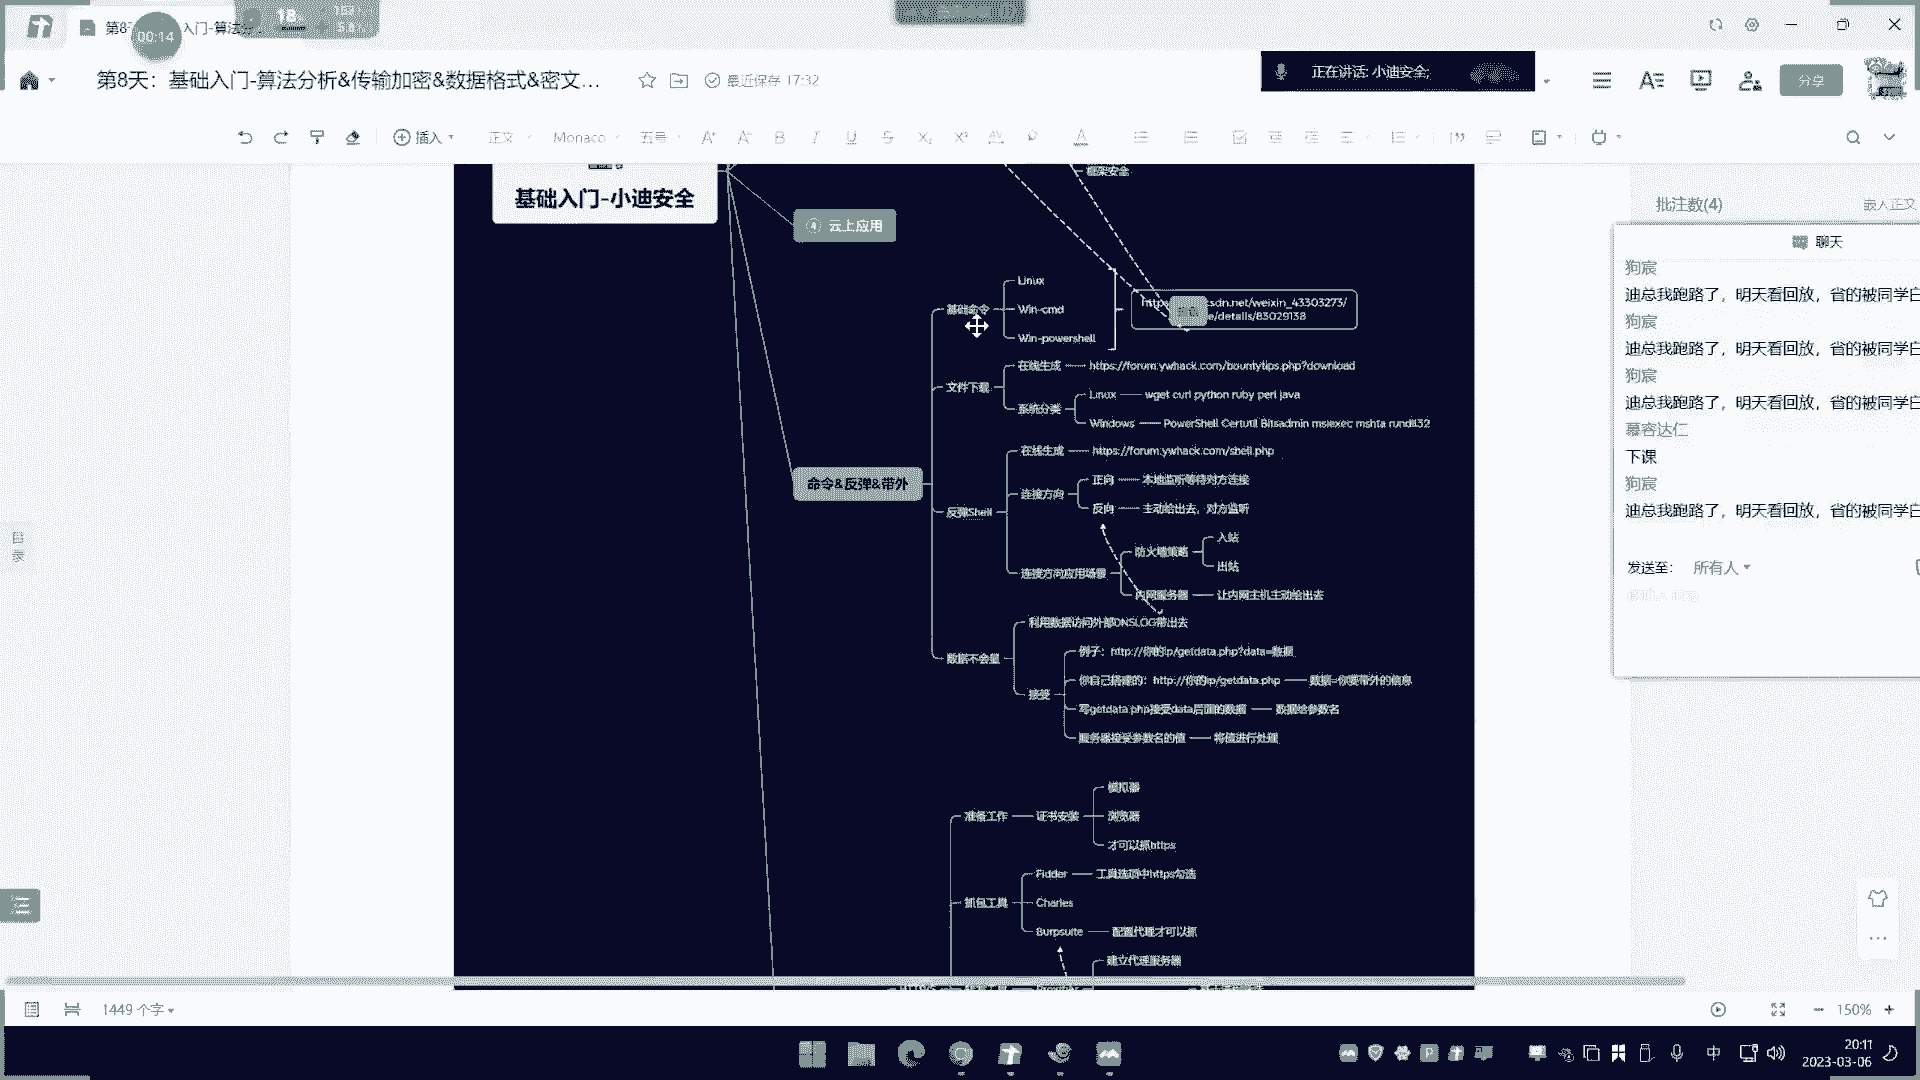 第8
入门-算法分
00:14
18
第8天：基础入门-算法分析&传输加密&数据格式&密文...
最近保存 17:32
正在讲话: 小迪安全;
分享
插入
正文
Monaco
五号
基础入门-小迪安全
框架安全
④ 云上应用
批注数(4)
嵌入正文
聊天
狗宸
迪总我跑路了，明天看回放，省的被同学
狗宸
迪总我跑路了，明天看回放，省的被同学
狗宸
迪总我跑路了，明天看回放，省的被同学
慕容达仁
下课
狗宸
迪总我跑路了，明天看回放，省的被同学
发送至: 所有人
基础命令
Linux
Win-cmd
Win-powershell
csdn.net/weixin_43303273/
e/details/83029138
文件下载
在线生成
https://forum.ywhack.com/bountytips.php?download
系统分类
Linux
wget curl python ruby perl java
Windows
PowerShell Certutil Bitsadmin msiexec mshta rundll32
命令&反弹&带外
反弹Shell
在线生成
https://forum.ywhack.com/shell.php
连接方向
正向
本地监听等待对方连接
反向
主动给出去，对方监听
连接方向应用场景
防火墙策略
入站
出站
内网服务器
让内网主机主动给出去
数据不会显
利用数据访问外部DNSLOG带出去
接受
例子：http://你的ip/getdata.php?data=数据
你自己搭建的：http://你的ip/getdata.php
数据=你要带外的信息
写getdata.php接受data后面的数据
数据给参数名
服务器接受参数名的值
将值进行处理
准备工作
证书安装
模拟器
浏览器
才可以抓https
抓包工具
Fidder
工具选项中https勾选
Charles
Burpsuite
配置代理才可以抓
建立代理服务器
目录
1449 个字
150%
中
20:11
2023-03-06